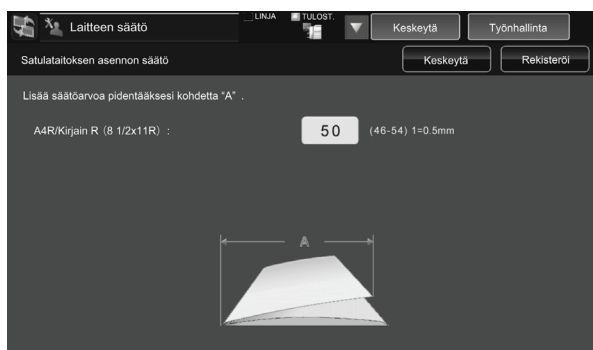 Laitteen säätö
LINJA
TULOST.
Keskeytä
Työnhallinta
Satulataitoksen asennon säätö
Keskeytä
Rekisteröi
Lisää säätöarvoa pidentääksesi kohdetta “A” .
A4R/Kirjain R (8 1/2x11R) : 50 (46-54) 1=0.5mm
A